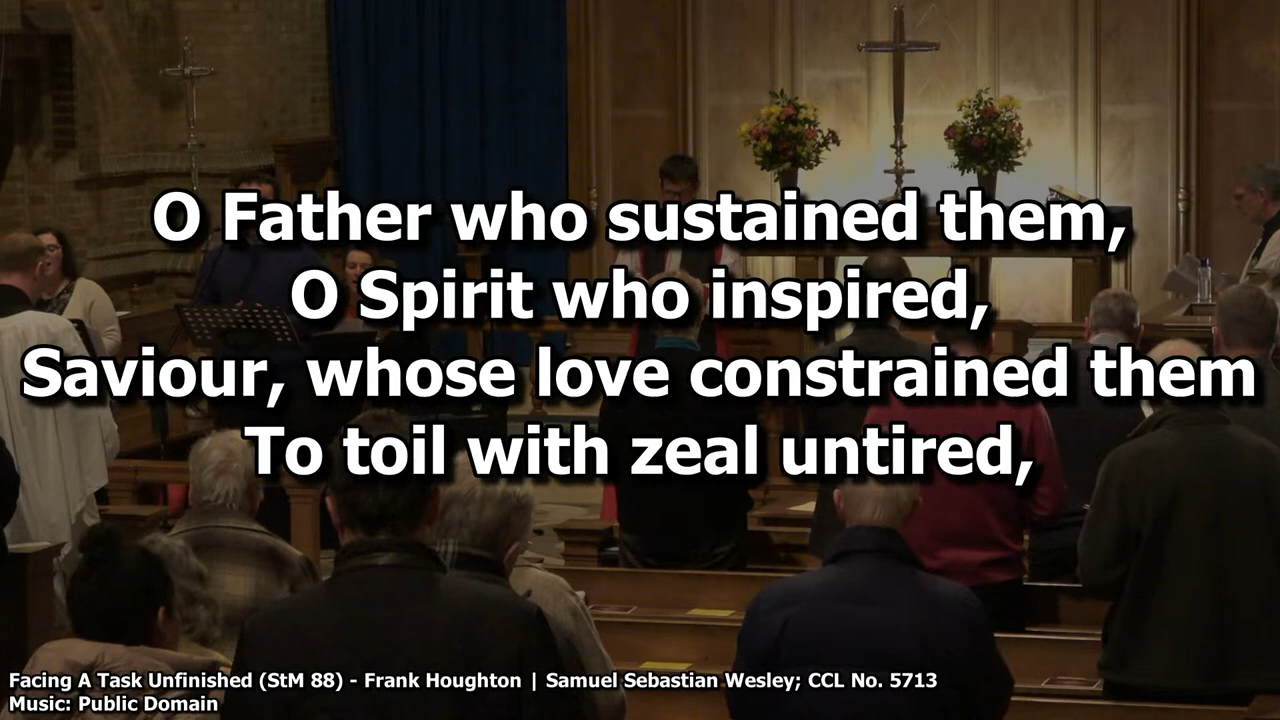 O Father who sustained them,
O Spirit who inspired,
Saviour, whose love constrained them
To toil with zeal untired,
Facing A Task Unfinished (StM 88) - Frank Houghton | Samuel Sebastian Wesley; CCL No. 5713
Music: Public Domain